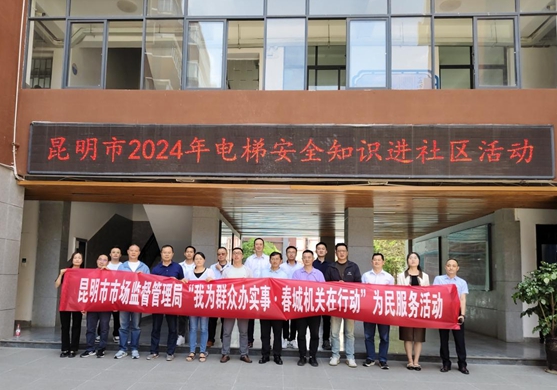 昆明市2024年电梯安全知识进社区活动
昆明市市场监督管理局“我为群众办实事·春城机关在行动”为民服务活动